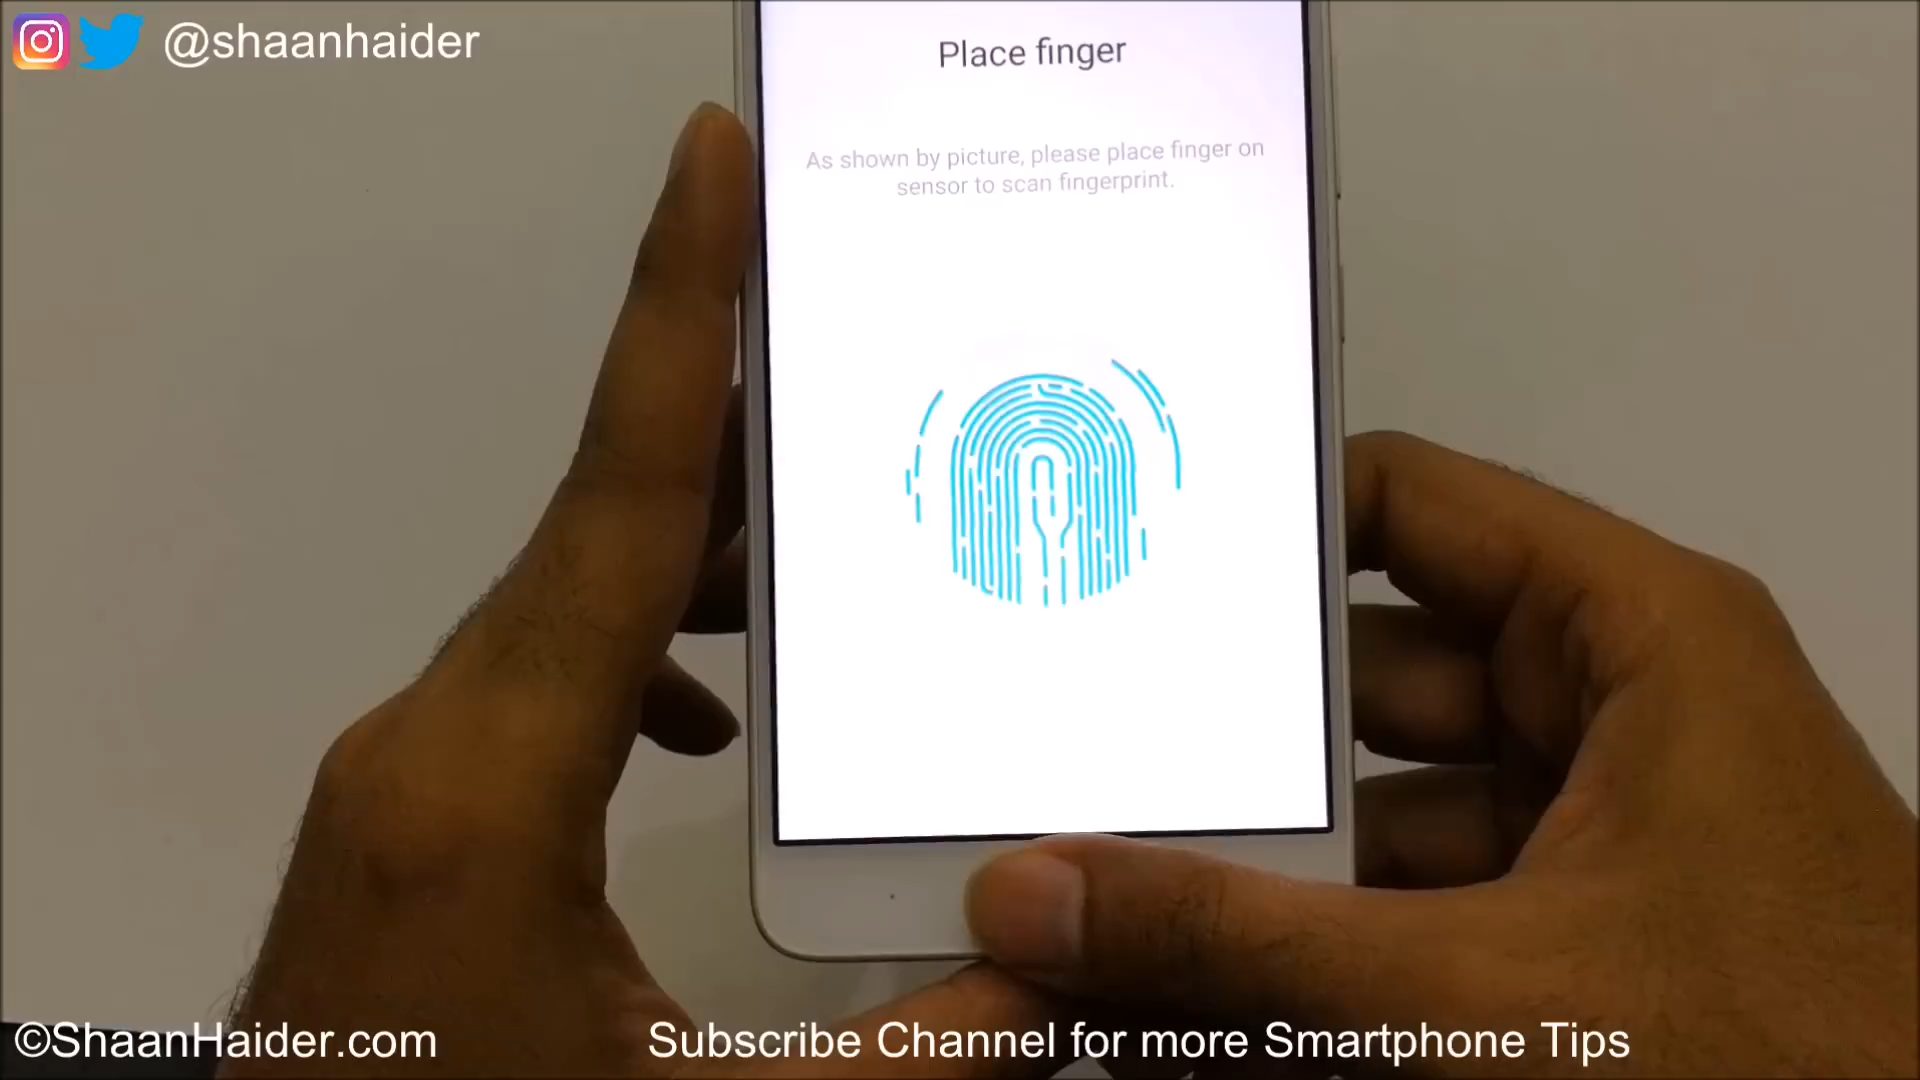 @shaanhaider
Place finger
As shown by picture, please place finger on
sensor to scan fingerprint.
©ShaanHaider.com
Subscribe Channel for more Smartphone Tips